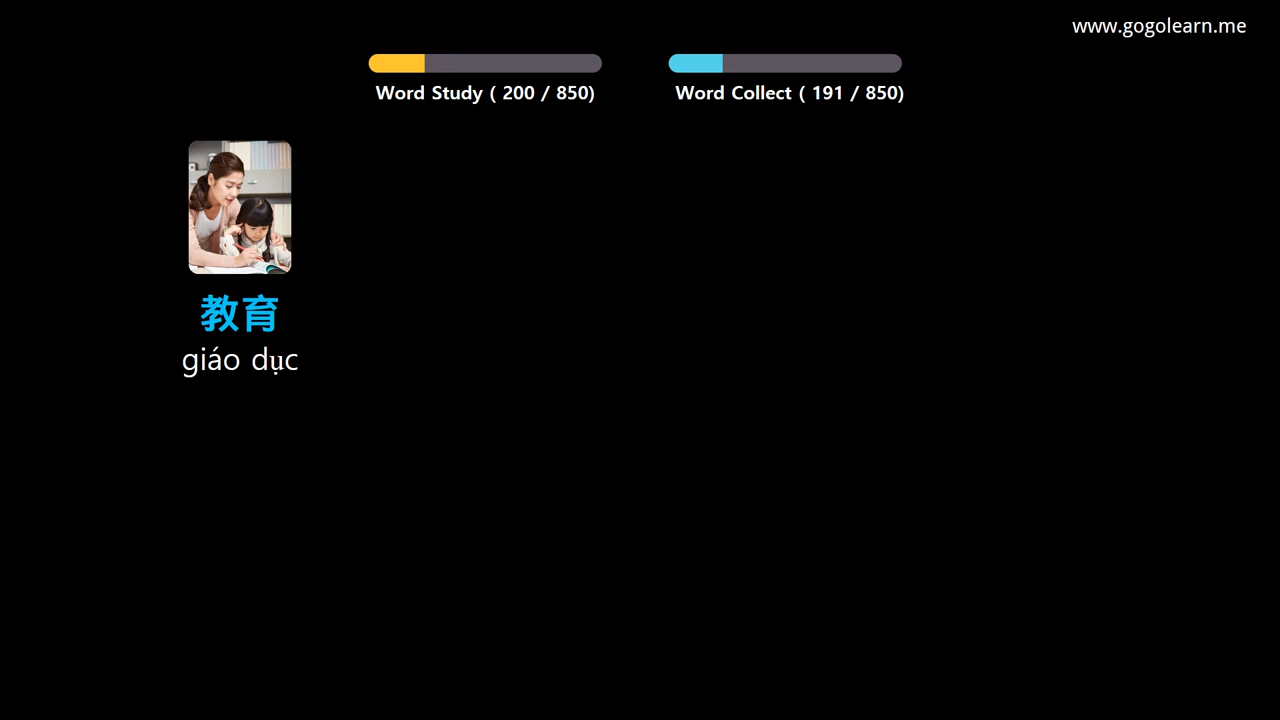 www.gogolearn.me
Word Study ( 200 / 850)
Word Collect ( 191 / 850)
教育
giáo dục